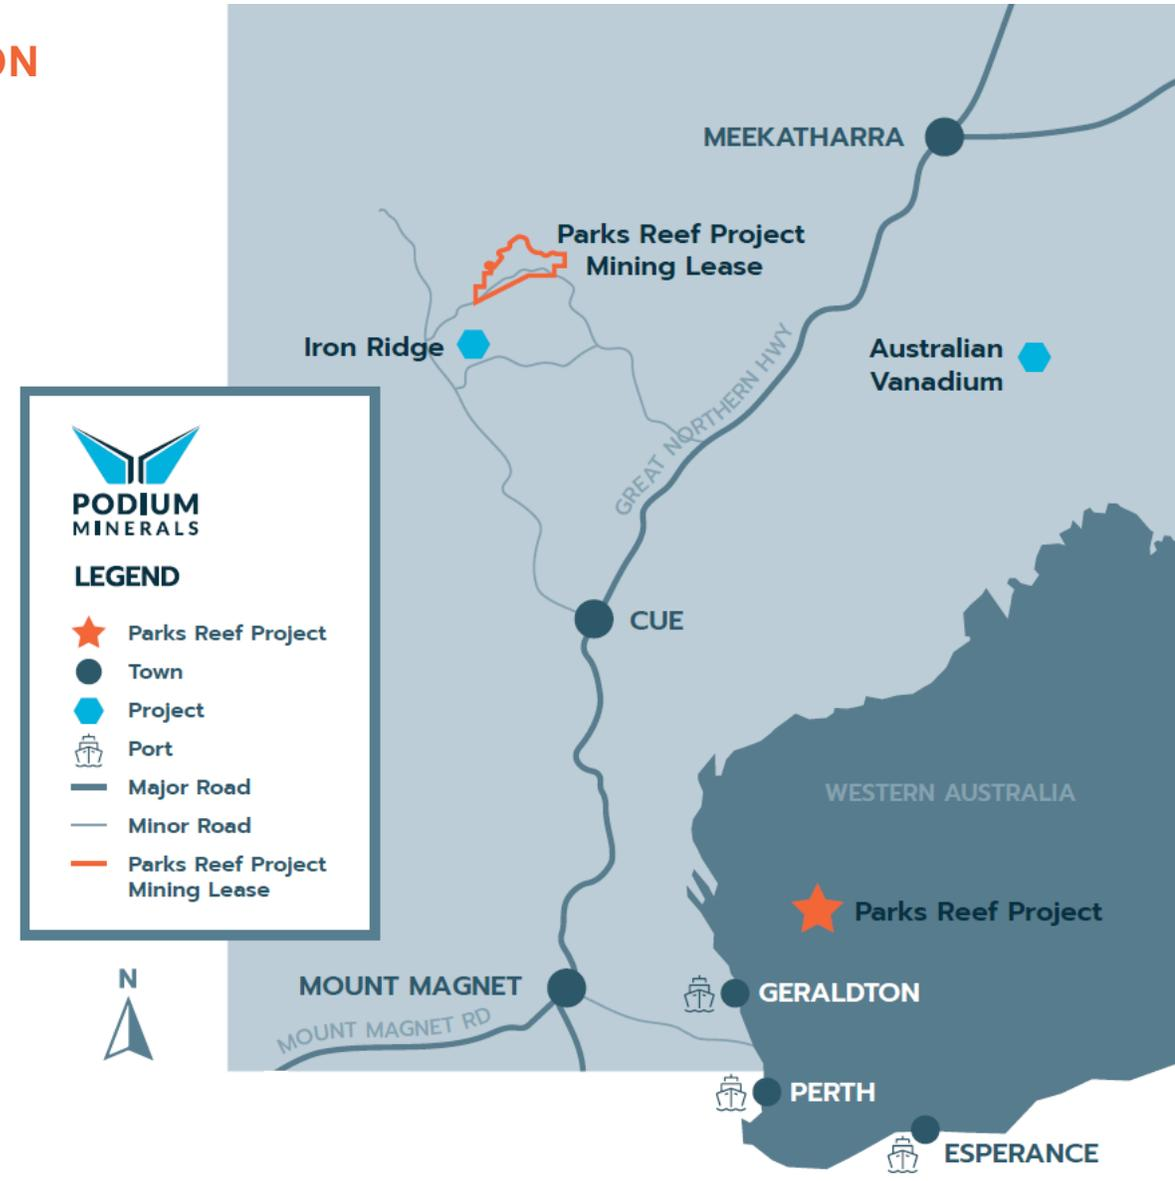 ON
MEEKATHARRA
Parks Reef Project
Mining Lease
Iron Ridge
GREAT NORTHERN HWY
Australian
Vanadium
CUE
PODIUM
MINERALS
LEGEND
Parks Reef Project
Town
Project
Port
Major Road
Minor Road
Parks Reef Project
Mining Lease
N
MOUNT MAGNET
MOUNT MAGNET RD
WESTERN AUSTRALIA
Parks Reef Project
GERALDTON
PERTH
ESPERANCE